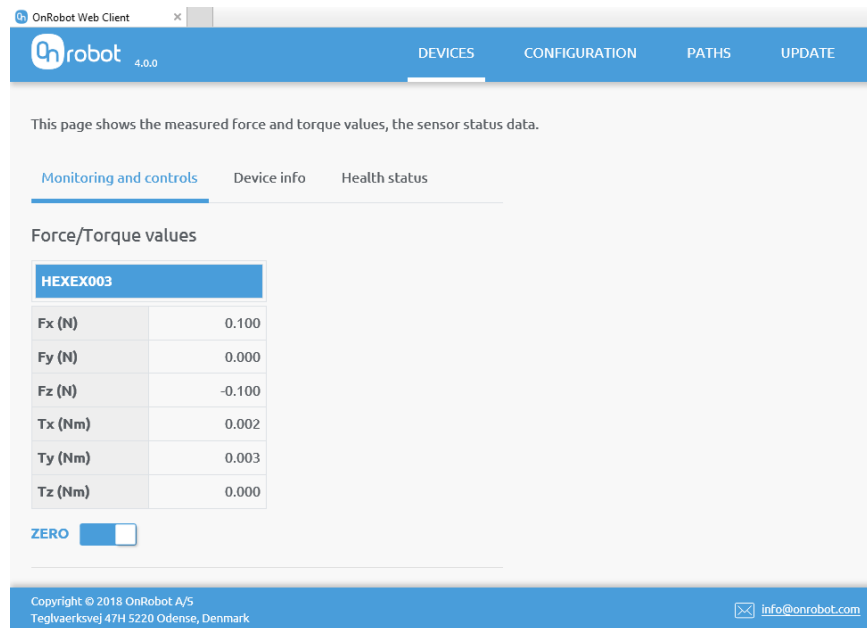 OnRobot Web Client
On robot 4.0.0 DEVICES CONFIGURATION PATHS UPDATE
This page shows the measured force and torque values, the sensor status data.
Monitoring and controls Device info Health status
Force/Torque values
HEXEX003
Fx (N) 0.100
Fy (N) 0.000
Fz (N) -0.100
Tx (Nm) 0.002
Ty (Nm) 0.003
Tz (Nm) 0.000
ZERO
Copyright © 2018 OnRobot A/S
Teglvaerksvej 47H 5220 Odense, Denmark
info@onrobot.com